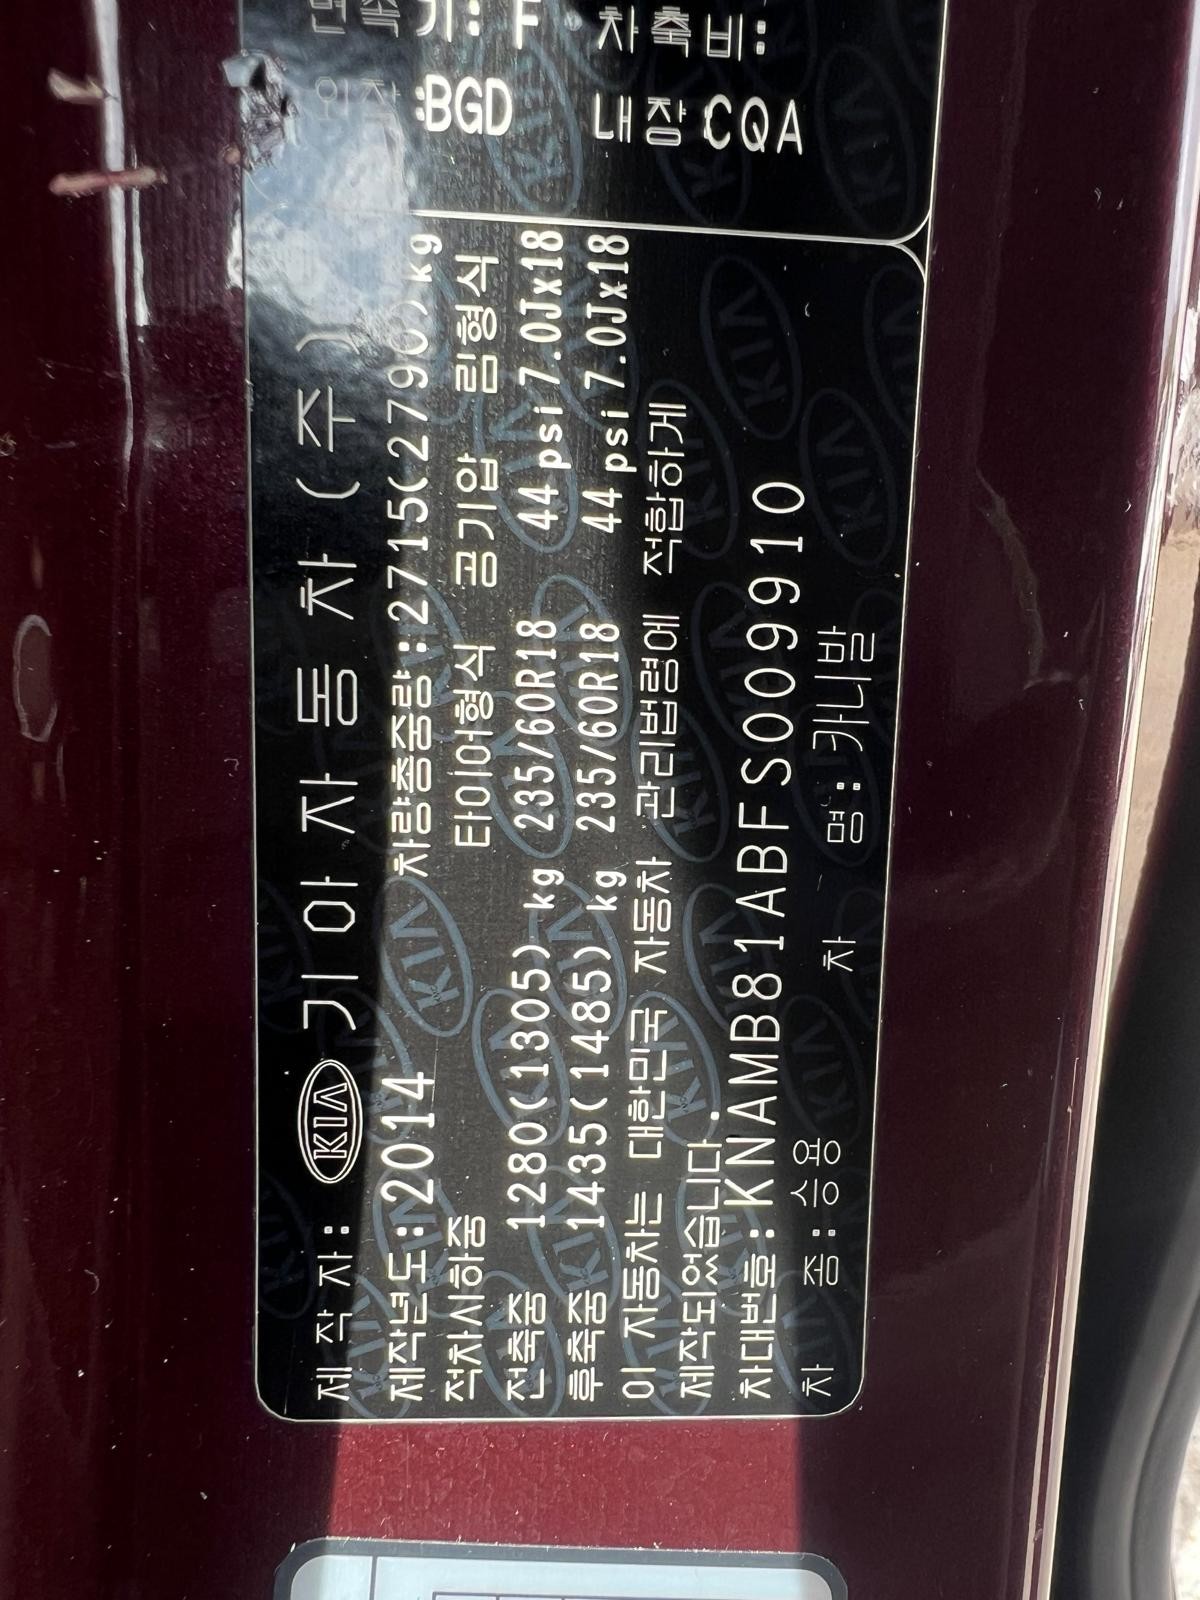 KIA
제 작 자: 기 아 자 동 차 (주)
제작년도:2014 차량총중량:2715(2790)kg
적차시하중 타이어형식 공기압 림형식
전축중 1280(1305) kg 235/60R18 44 psi 7.0Jx18
후축중 1435(1485) kg 235/60R18 44 psi 7.0Jx18
이 자동차는 대한민국 자동차 관리법령에 적합하게
제작되었습니다.
차대번호:KNAMB81ABFS009910
차 종:승용 차 명:카니발
변속기: F 차축비:
외장:BGD 내장:CQA